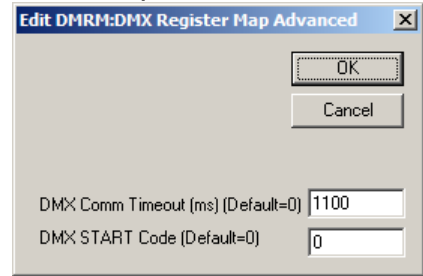 Edit DMRM:DMX Register Map Advanced
OK
Cancel
DMX Comm Timeout (ms) (Default=0) 1100
DMX START Code (Default=0) 0